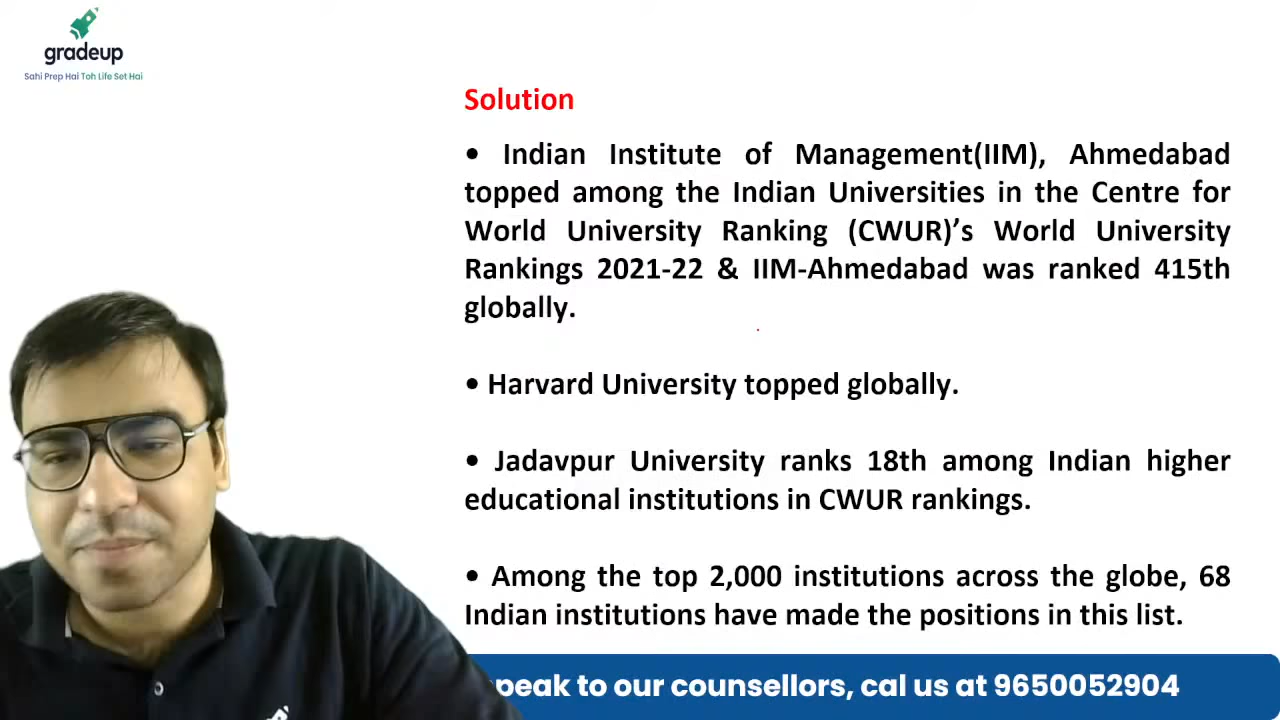 gradeup
Sahi Prep Hai Toh Life Set Hai
Solution
• Indian Institute of Management(IIM), Ahmedabad
topped among the Indian Universities in the Centre for
World University Ranking (CWUR)’s World University
Rankings 2021-22 & IIM-Ahmedabad was ranked 415th
globally.
• Harvard University topped globally.
• Jadavpur University ranks 18th among Indian higher
educational institutions in CWUR rankings.
• Among the top 2,000 institutions across the globe, 68
Indian institutions have made the positions in this list.
peak to our counsellors, cal us at 9650052904